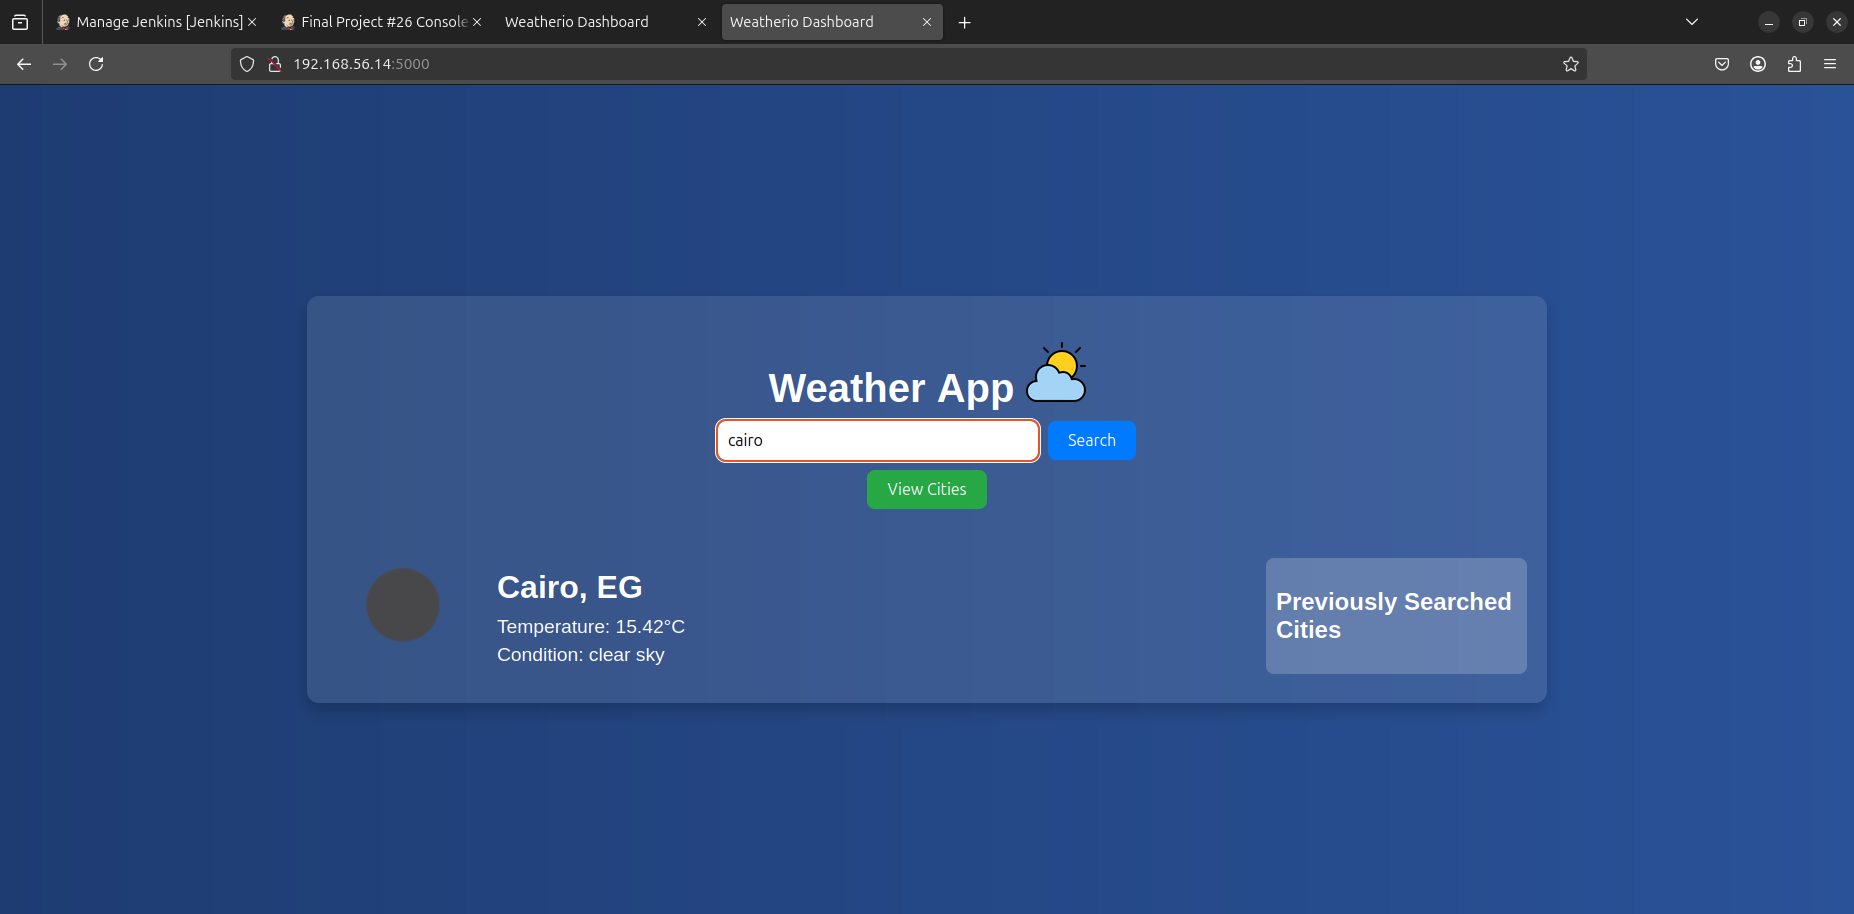 Manage Jenkins [Jenkins]
Final Project #26 Console
Weatherio Dashboard
Weatherio Dashboard
192.168.56.14:5000
Weather App
cairo
Search
View Cities
Cairo, EG
Temperature: 15.42°C
Condition: clear sky
Previously Searched
Cities